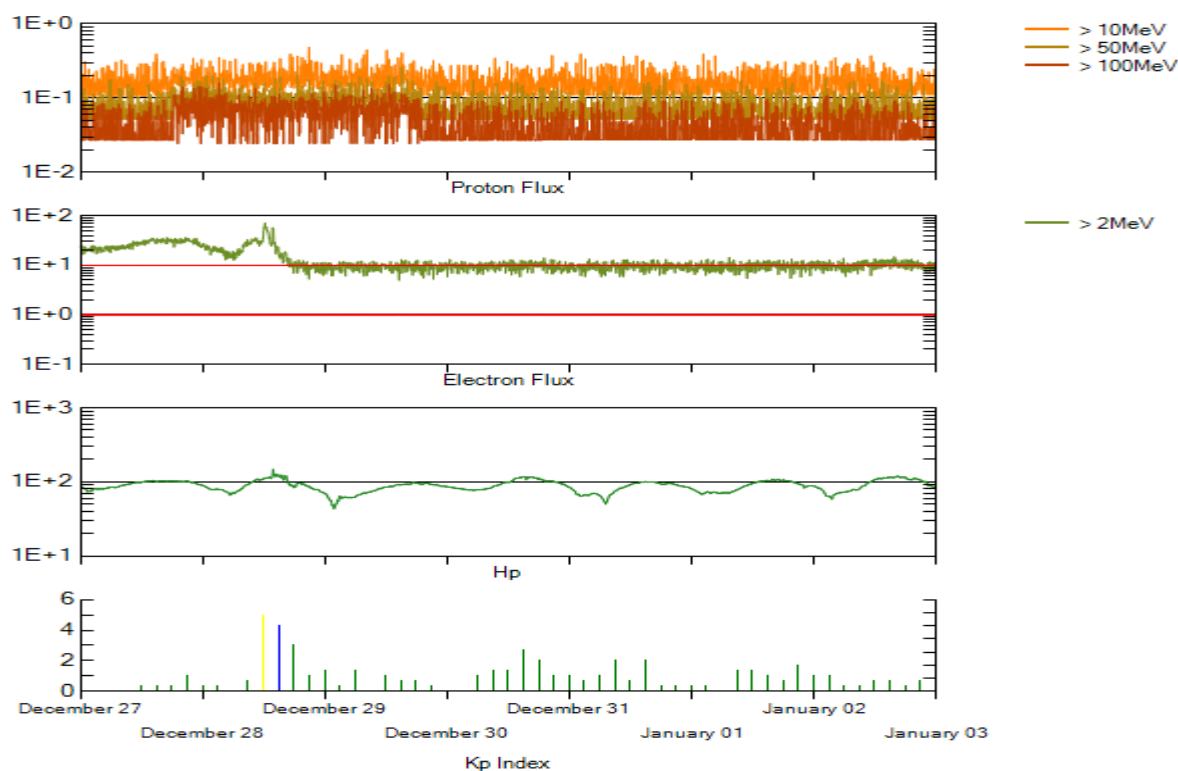 1E+0
1E-1
1E-2
Proton Flux
> 10MeV
> 50MeV
> 100MeV
1E+2
1E+1
1E+0
1E-1
Electron Flux
> 2MeV
1E+3
1E+2
1E+1
Hp
6
4
2
0
December 27 December 29 December 31 January 02
December 28 December 30 January 01 January 03
Kp Index